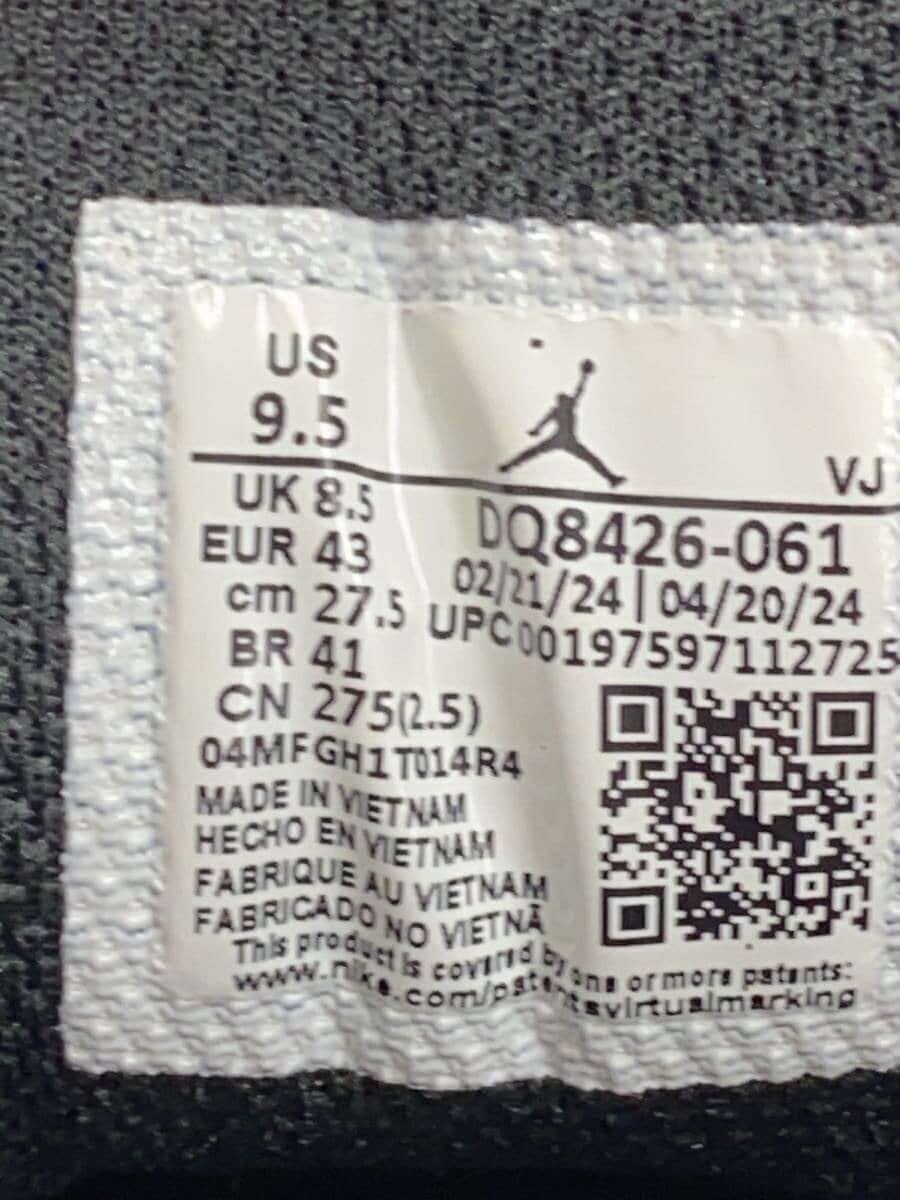 US
9.5
VJ
UK 8.5
DQ8426-061
EUR 43
02/21/24 | 04/20/24
cm 27.5
UPC00197597112725
BR 41
CN 275(2.5)
04MFGH1T014R4
MADE IN VIETNAM
HECHO EN VIETNAM
FABRIQUE AU VIETNAM
FABRICADO NO VIETNÃ
This product is covered by one or more patents:
www.nike.com/patentsvirtualmarking